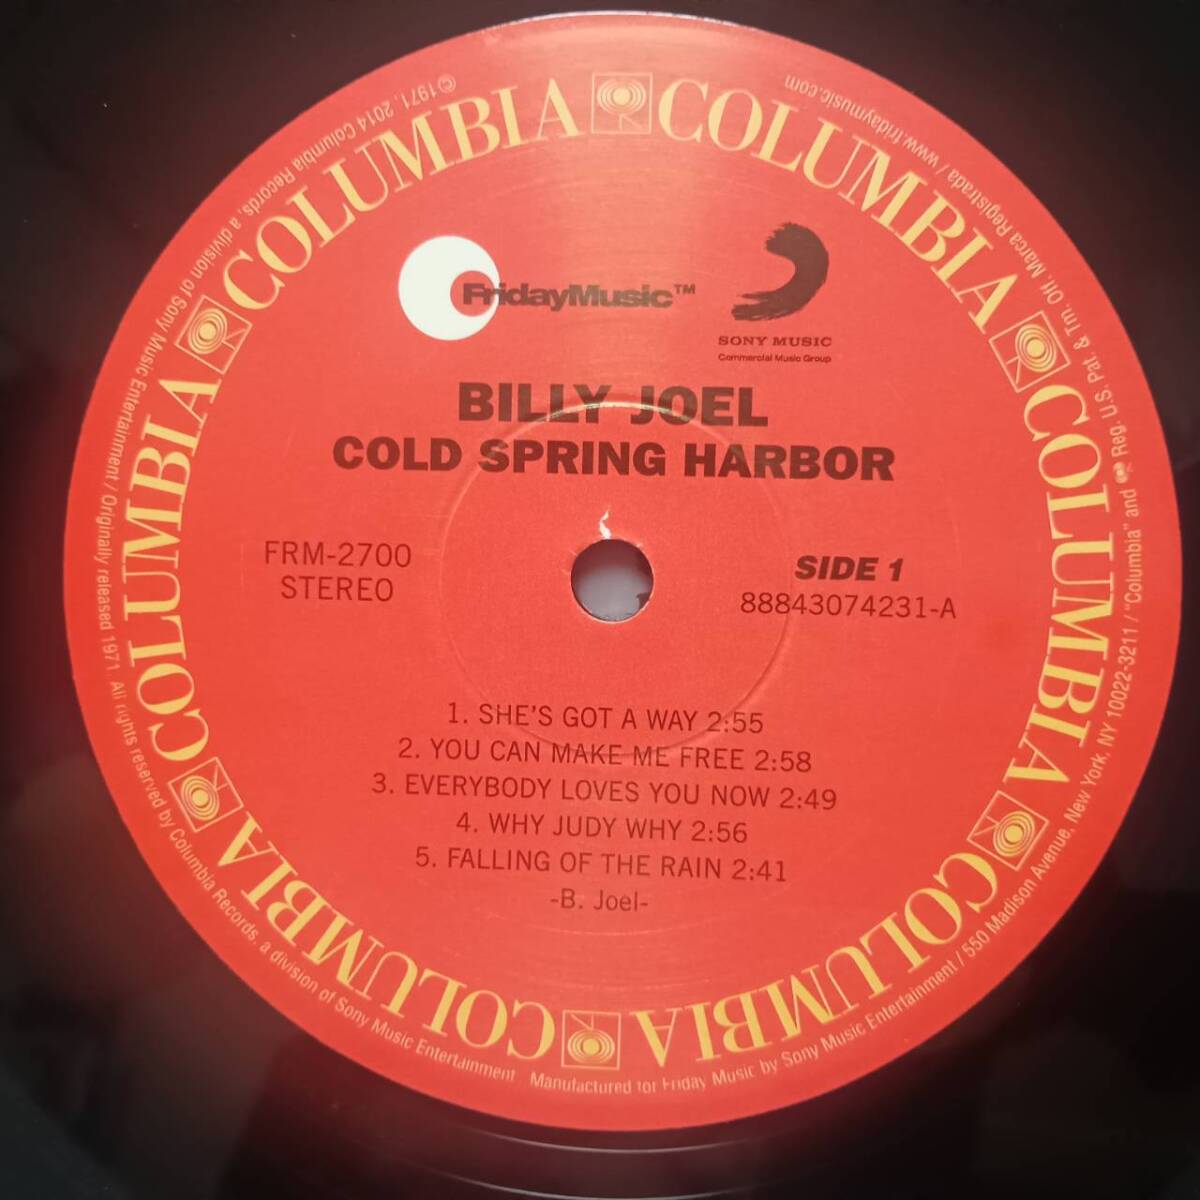 COLUMBIA COLUMBIA COLUMBIA COLUMBIA COLUMBIA COLUMBIA
FridayMusic™
SONY MUSIC
Commercial Music Group
BILLY JOEL
COLD SPRING HARBOR
FRM-2700
STEREO
SIDE 1
88843074231-A
1. SHE'S GOT A WAY 2:55
2. YOU CAN MAKE ME FREE 2:58
3. EVERYBODY LOVES YOU NOW 2:49
4. WHY JUDY WHY 2:56
5. FALLING OF THE RAIN 2:41
-B. Joel-
©1971, 2014 Columbia Records, a division of Sony Music Entertainment / Originally released 1971. All rights reserved by Columbia Records, a division of Sony Music Entertainment. Manufactured for Friday Music by Sony Music Entertainment / 550 Madison Avenue, New York, NY 10022-3211 / "Columbia" and Reg. U.S. Pat. & Tm. Off. Marca Registrada / www.fridaymusic.com